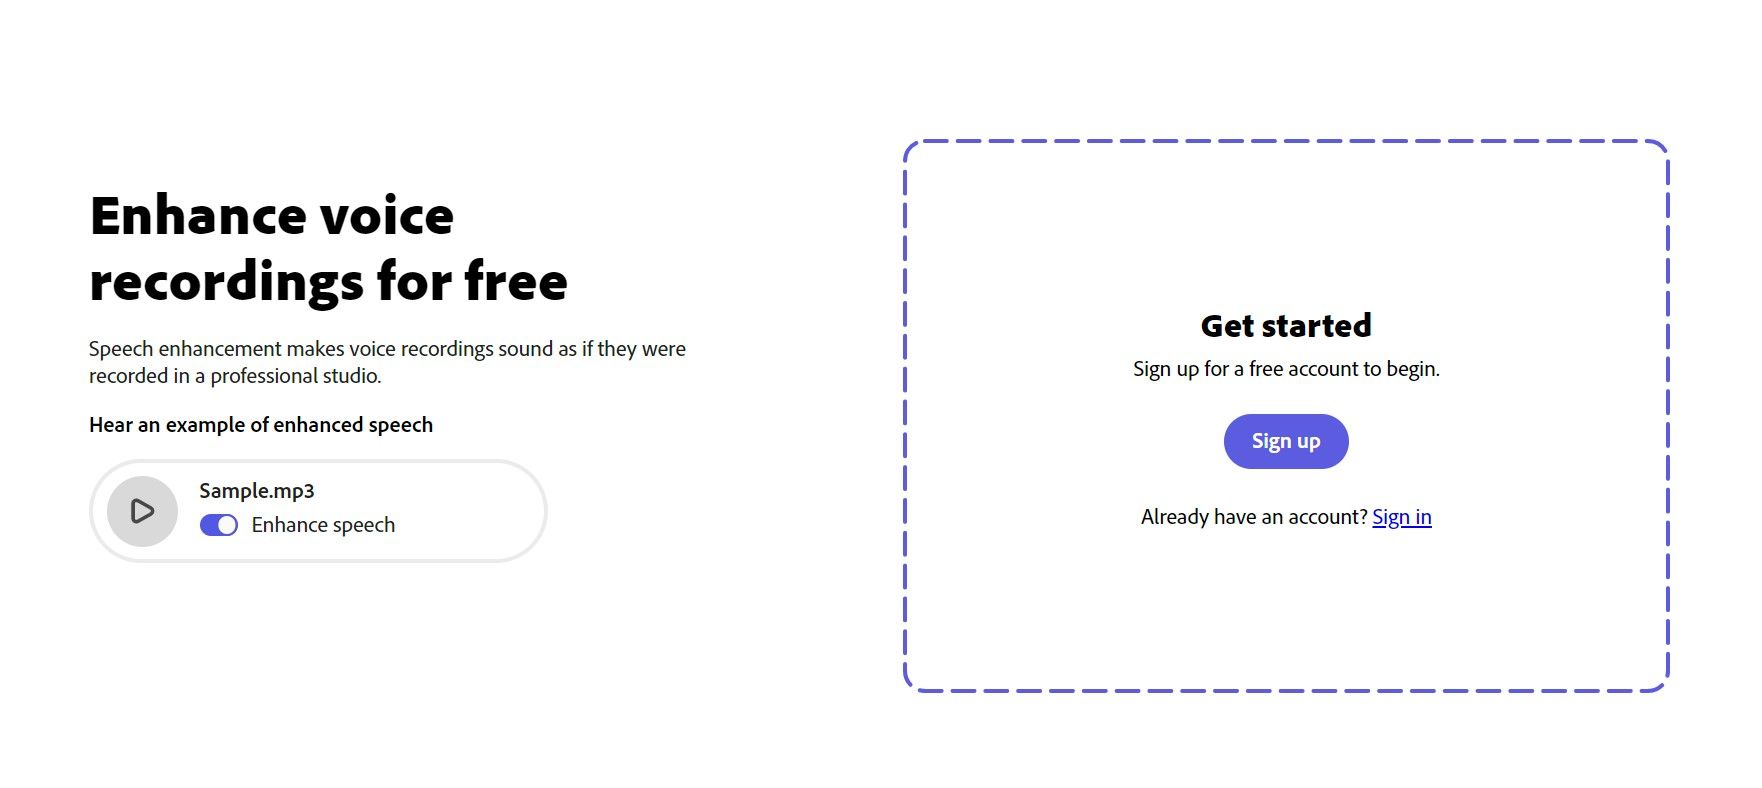 Enhance voice
recordings for free
Speech enhancement makes voice recordings sound as if they were
recorded in a professional studio.
Hear an example of enhanced speech
Sample.mp3
Enhance speech
Get started
Sign up for a free account to begin.
Sign up
Already have an account? Sign in